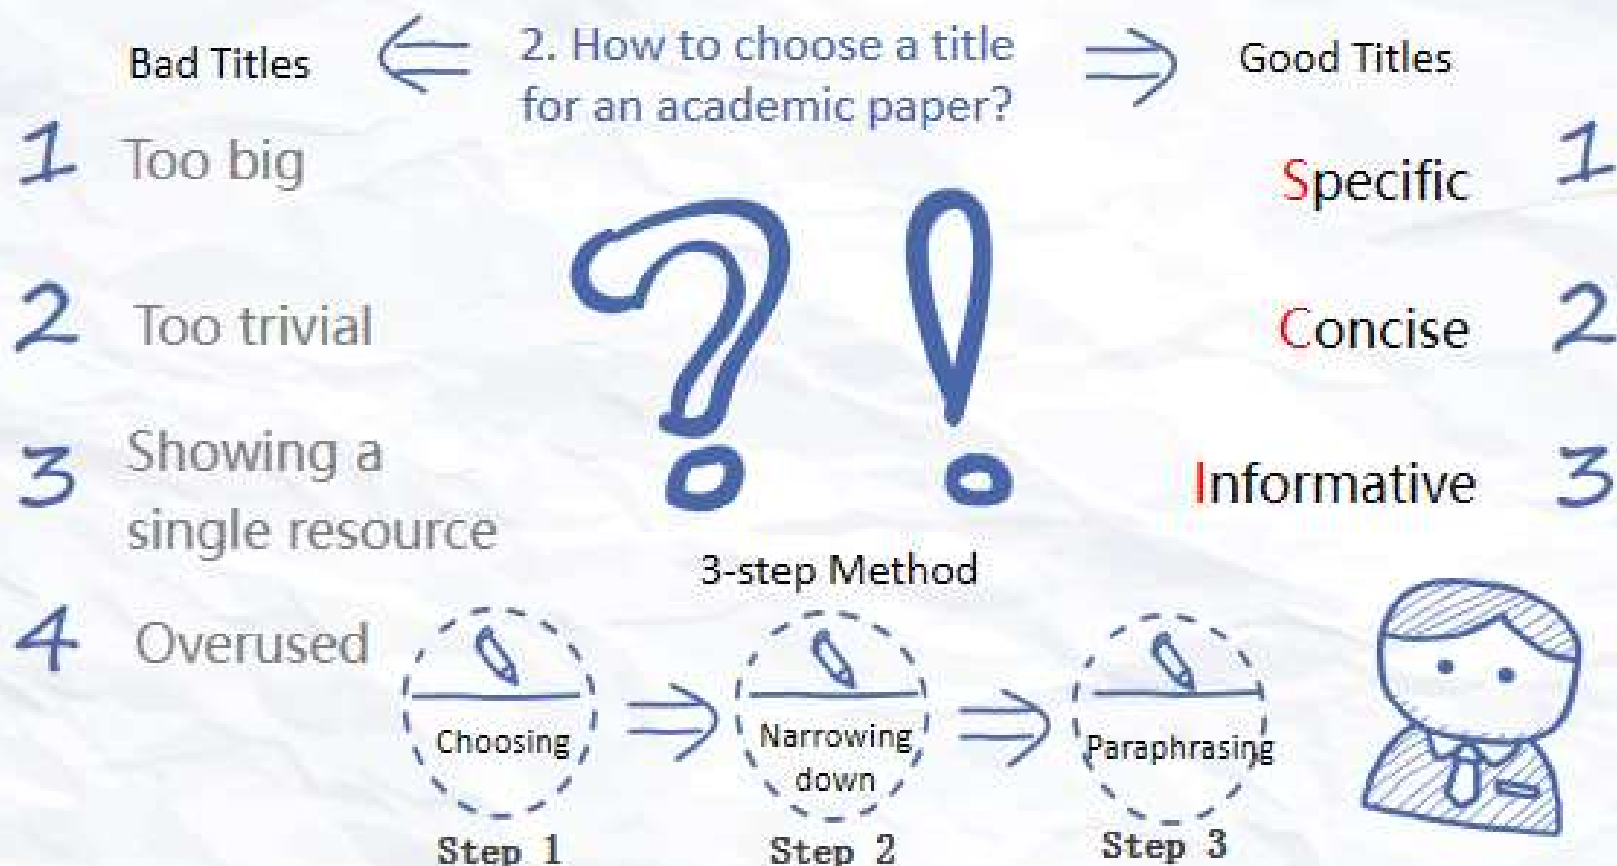 2. How to choose a title
for an academic paper?
Bad Titles
1 Too big
2 Too trivial
3 Showing a
single resource
4 Overused
Good Titles
Specific 1
Concise 2
Informative 3
?!
3-step Method
Choosing
Step 1
Narrowing
down
Step 2
Paraphrasing
Step 3